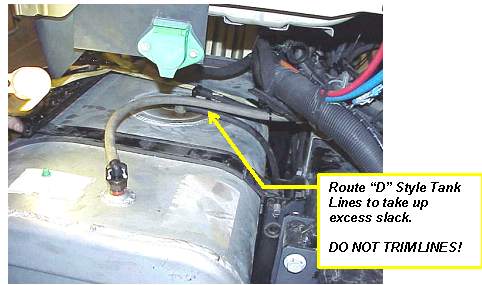 Route “D” Style Tank
Lines to take up
excess slack.
DO NOT TRIM LINES!